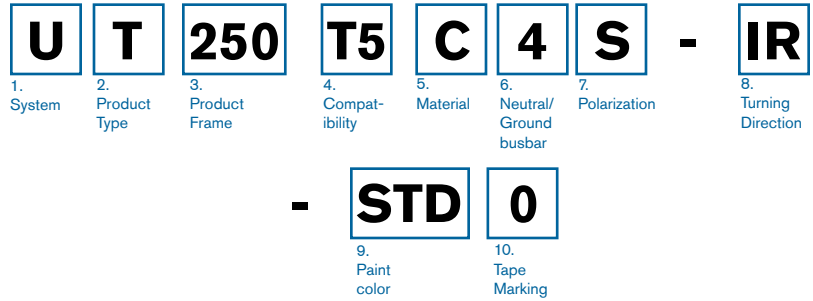 U T 250 T5 C 4 S - IR
1. 2. 3. 4. 5. 6. 7. 8.
System Product Product Compat- Material Neutral/ Polarization Turning
Type Frame ibility Ground Direction
busbar
- STD 0
9. 10.
Paint Tape
color Marking